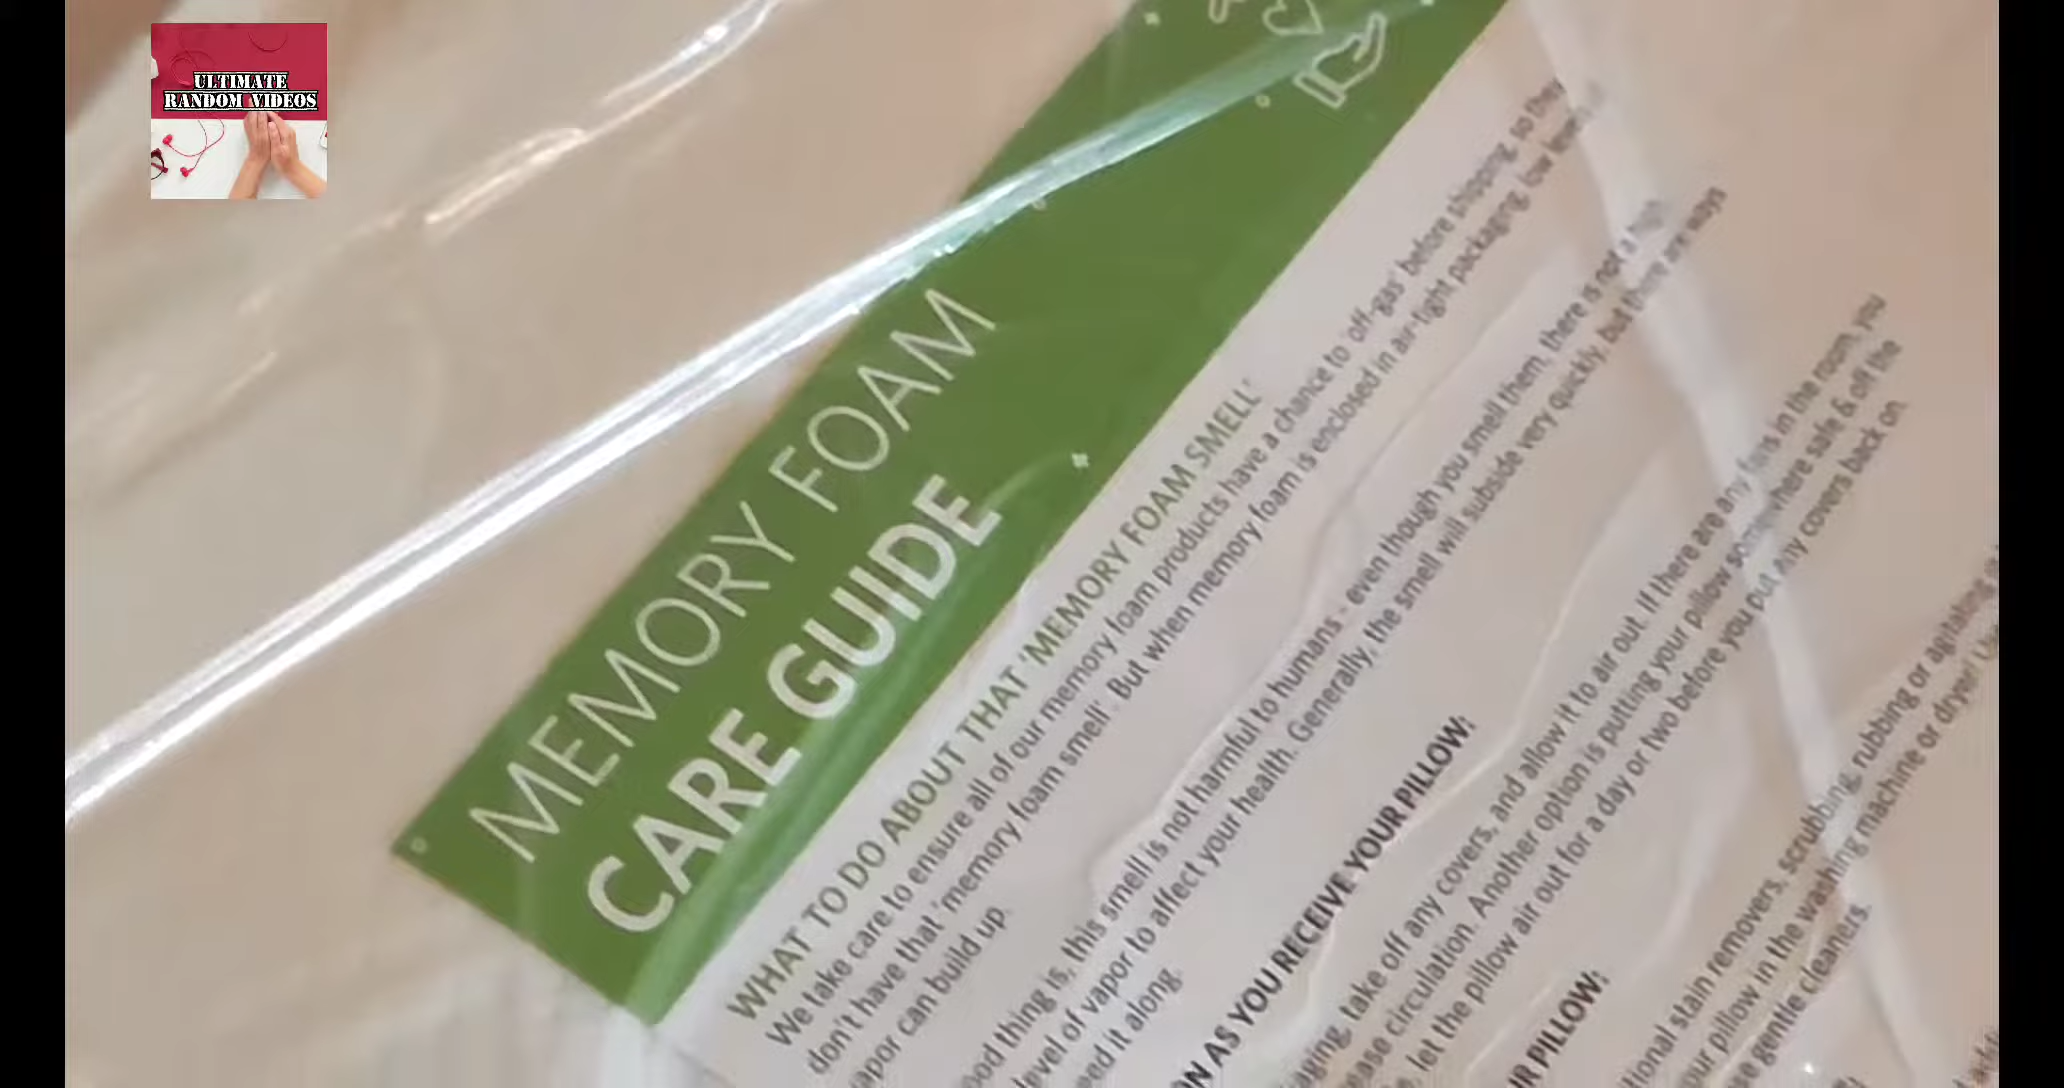 ULTIMATE
RANDOM VIDEOS
MEMORY FOAM
CARE GUIDE
WHAT TO DO ABOUT THAT 'MEMORY FOAM SMELL'
We take care to ensure all of our memory foam products have a chance to 'off-gas' before shipping, so they
don't have that 'memory foam smell'. But when memory foam is enclosed in air-tight packaging, low
can build up.
thing is, this smell is not harmful to humans - even though you smell them, there is not a high
level of vapor to affect your health. Generally, the smell will subside very quickly, but there are ways
it along.
AS YOU RECEIVE YOUR PILLOW:
take off any covers, and allow it to air out. If there are any fans in the room, you
circulation. Another option is putting your pillow somewhere safe & off the
let the pillow air out for a day or two before you put any covers back on.
PILLOW:
stain removers, scrubbing, rubbing or agitating
your pillow in the washing machine or dryer!
gentle cleaners.